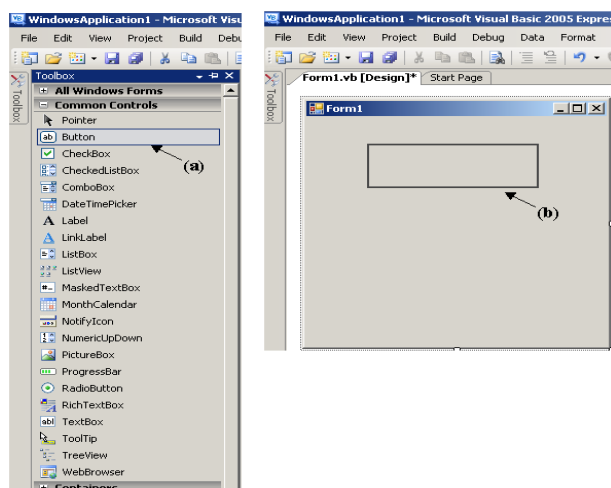 WindowsApplication1 - Microsoft Visu
File Edit View Project Build Debu
Toolbox
Toolbox
All Windows Forms
Common Controls
Pointer
Button
CheckBox
(a)
CheckedListBox
ComboBox
DateTimePicker
Label
LinkLabel
ListBox
ListView
MaskedTextBox
MonthCalendar
NotifyIcon
NumericUpDown
PictureBox
ProgressBar
RadioButton
RichTextBox
TextBox
ToolTip
TreeView
WebBrowser
Containers
WindowsApplication1 - Microsoft Visual Basic 2005 Expres
File Edit View Project Build Debug Data Format
Toolbox
Form1.vb [Design]* Start Page
Form1
(b)